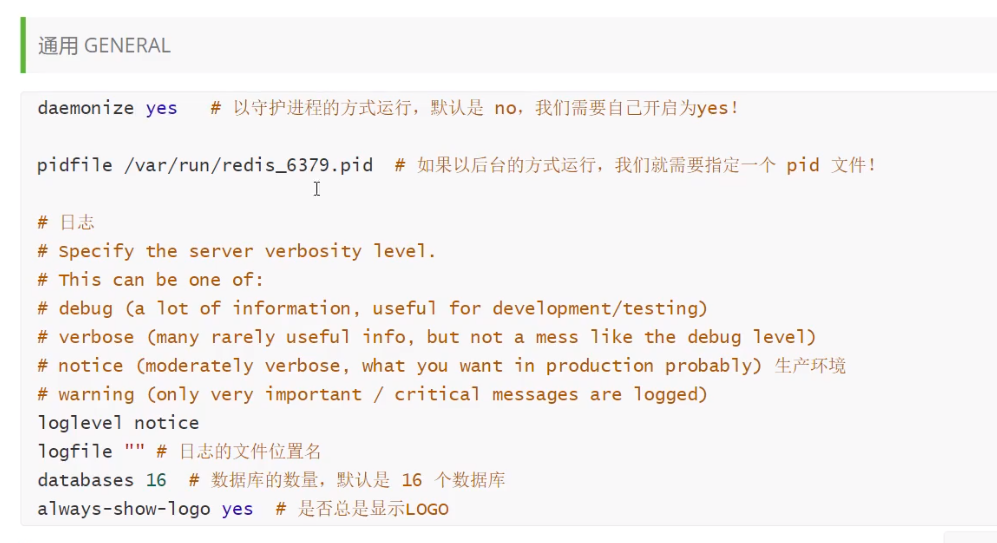 通用 GENERAL
daemonize yes # 以守护进程的方式运行，默认是 no，我们需要自己开启为yes！
pidfile /var/run/redis_6379.pid # 如果以后台的方式运行，我们就需要指定一个 pid 文件！
# 日志
# Specify the server verbosity level.
# This can be one of:
# debug (a lot of information, useful for development/testing)
# verbose (many rarely useful info, but not a mess like the debug level)
# notice (moderately verbose, what you want in production probably) 生产环境
# warning (only very important / critical messages are logged)
loglevel notice
logfile "" # 日志的文件位置名
databases 16 # 数据库的数量，默认是 16 个数据库
always-show-logo yes # 是否总是显示LOGO